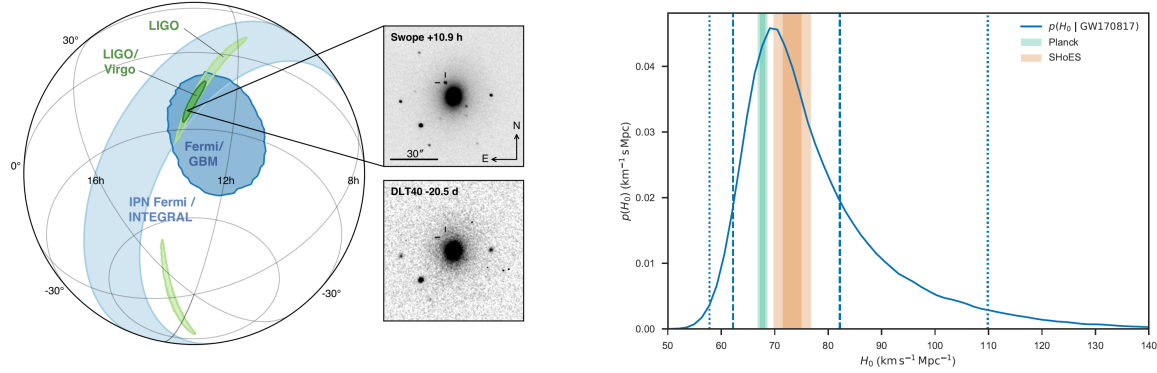 LIGO
LIGO/
Virgo
Fermi/
GBM
IPN Fermi /
INTEGRAL
30°
0°
-30°
-30°
16h
12h
8h
Swope +10.9 h
30"
N
E
DLT40 -20.5 d
p(H₀ | GW170817)
Planck
SHoES
p(H₀) (km⁻¹ s Mpc)
0.04
0.03
0.02
0.01
0.00
50 60 70 80 90 100 110 120 130 140
H₀ (km s⁻¹ Mpc⁻¹)